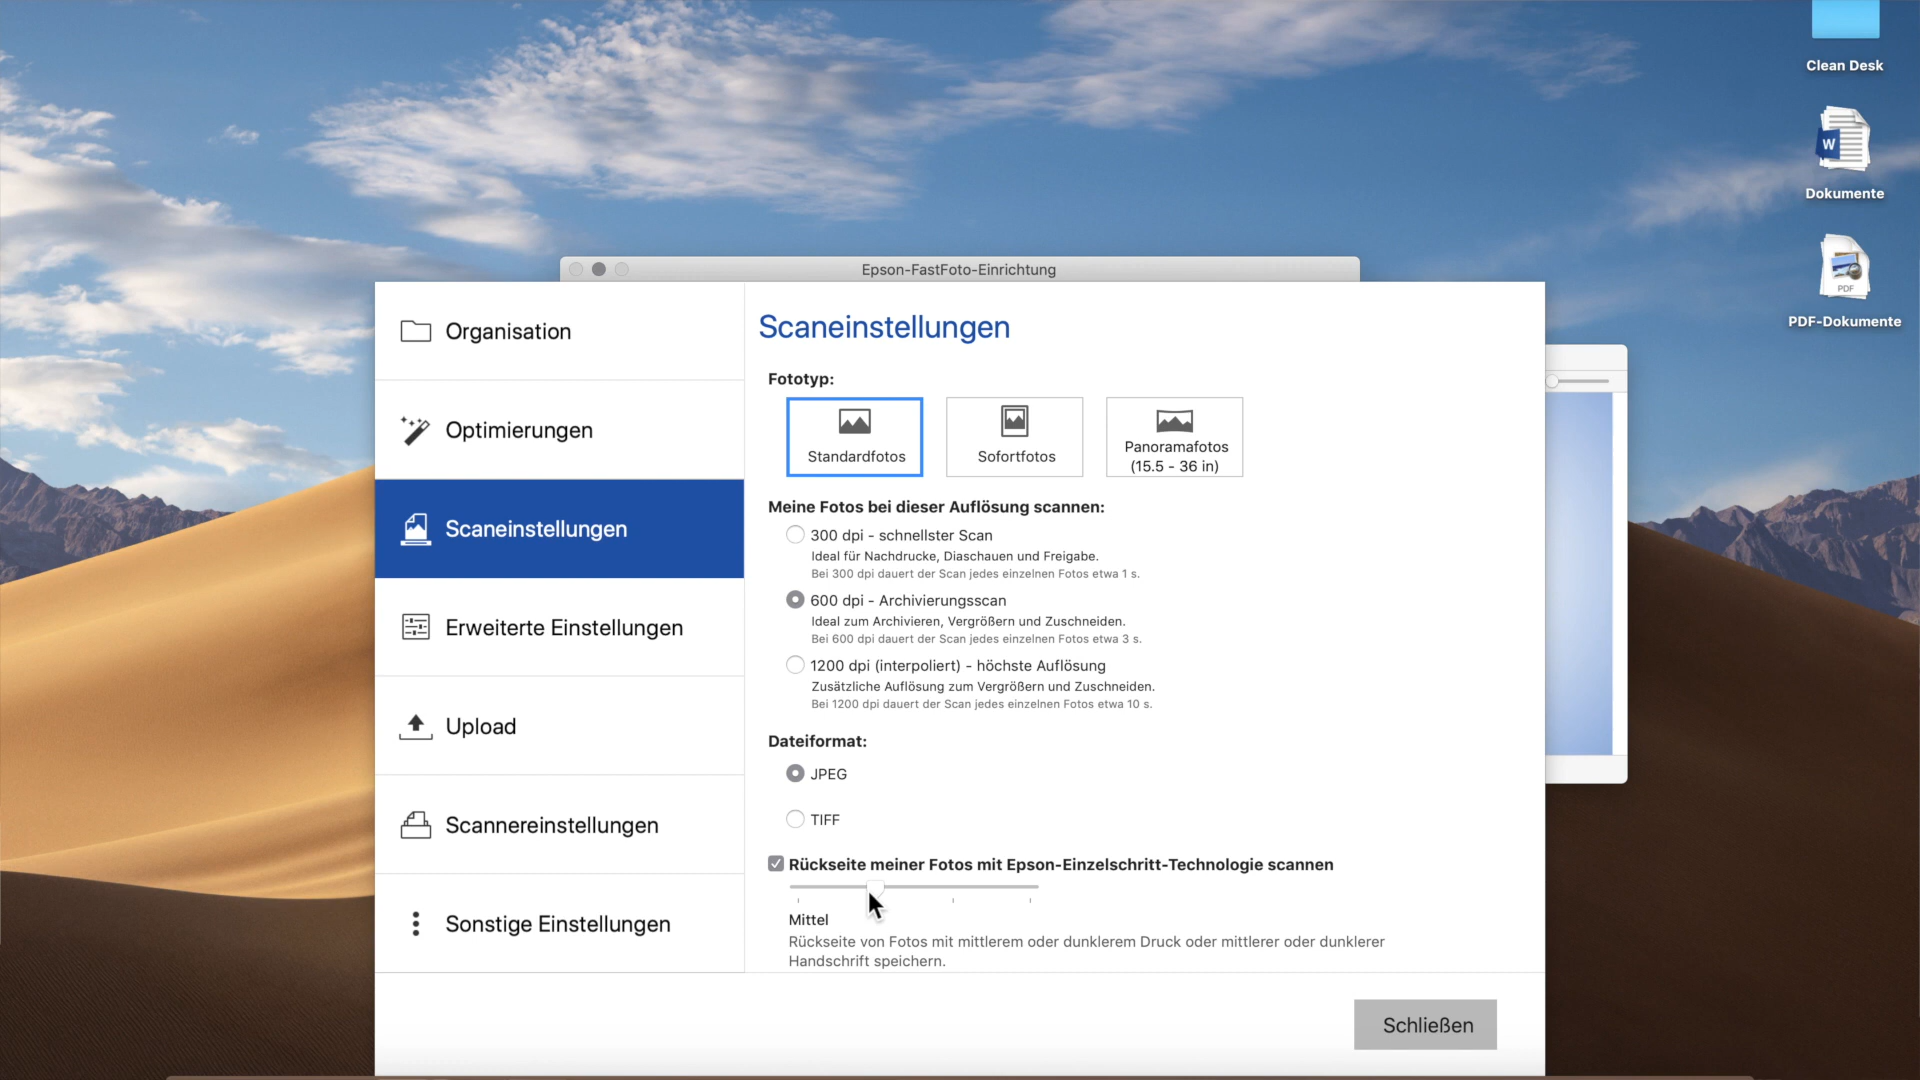 Clean Desk
W
Dokumente
PDF
PDF-Dokumente
Epson-FastFoto-Einrichtung
Organisation
Optimierungen
Scaneinstellungen
Erweiterte Einstellungen
Upload
Scannereinstellungen
Sonstige Einstellungen
Scaneinstellungen
Fototyp:
Standardfotos
Sofortfotos
Panoramafotos
(15.5 - 36 in)
Meine Fotos bei dieser Auflösung scannen:
300 dpi - schnellster Scan
Ideal für Nachdrucke, Diaschauen und Freigabe.
Bei 300 dpi dauert der Scan jedes einzelnen Fotos etwa 1 s.
600 dpi - Archivierungsscan
Ideal zum Archivieren, Vergrößern und Zuschneiden.
Bei 600 dpi dauert der Scan jedes einzelnen Fotos etwa 3 s.
1200 dpi (interpoliert) - höchste Auflösung
Zusätzliche Auflösung zum Vergrößern und Zuschneiden.
Bei 1200 dpi dauert der Scan jedes einzelnen Fotos etwa 10 s.
Dateiformat:
JPEG
TIFF
Rückseite meiner Fotos mit Epson-Einzelschritt-Technologie scannen
Mittel
Rückseite von Fotos mit mittlerem oder dunklerem Druck oder mittlerer oder dunklerer
Handschrift speichern.
Schließen